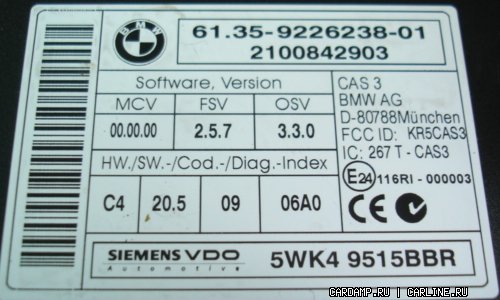 BMW
61.35-9226238-01
2100842903
Software, Version
MCV FSV OSV
00.00.00 2.5.7 3.3.0
HW./SW.-/Cod.-/Diag.-Index
C4 20.5 09 06A0
CAS 3
BMW AG
D-80788München
FCC ID: KR5CAS3
IC: 267 T - CAS3
E24 116RI - 000003
CE
SIEMENS VDO
Automotive
5WK4 9515BBR
CARDAMP.RU | CARLINE.RU